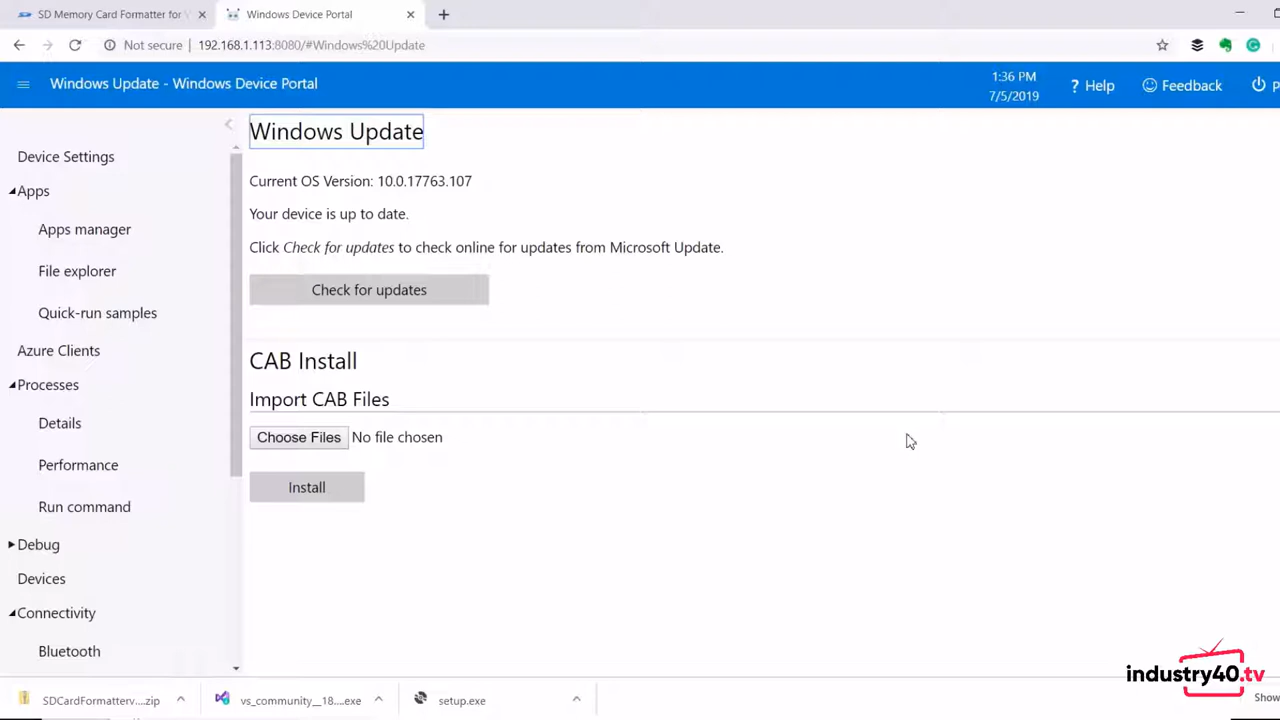 SD Memory Card Formatter for
Windows Device Portal
Not secure
192.168.1.113:8080/#Windows%20Update
Windows Update - Windows Device Portal
1:36 PM
7/5/2019
? Help
Feedback
Windows Update
Device Settings
Apps
Apps manager
File explorer
Quick-run samples
Azure Clients
Processes
Details
Performance
Run command
Debug
Devices
Connectivity
Bluetooth
Current OS Version: 10.0.17763.107
Your device is up to date.
Click Check for updates to check online for updates from Microsoft Update.
Check for updates
CAB Install
Import CAB Files
Choose Files No file chosen
Install
industry40.tv
SDCardFormatterv....zip
vs_community__18....exe
setup.exe
Show